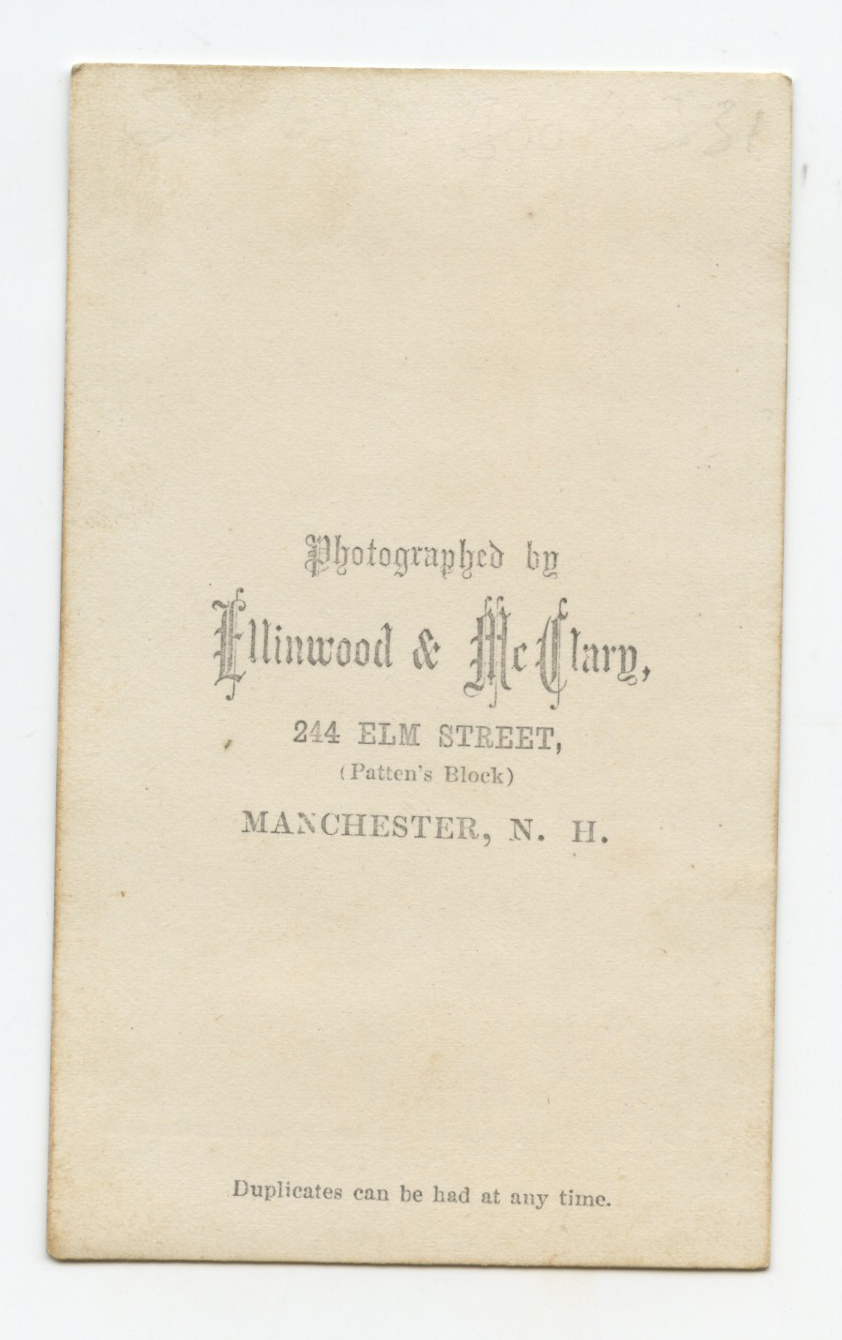 Photographed by
Ellinwood & McClary,
244 ELM STREET,
(Patten's Block)
MANCHESTER, N. H.
Duplicates can be had at any time.